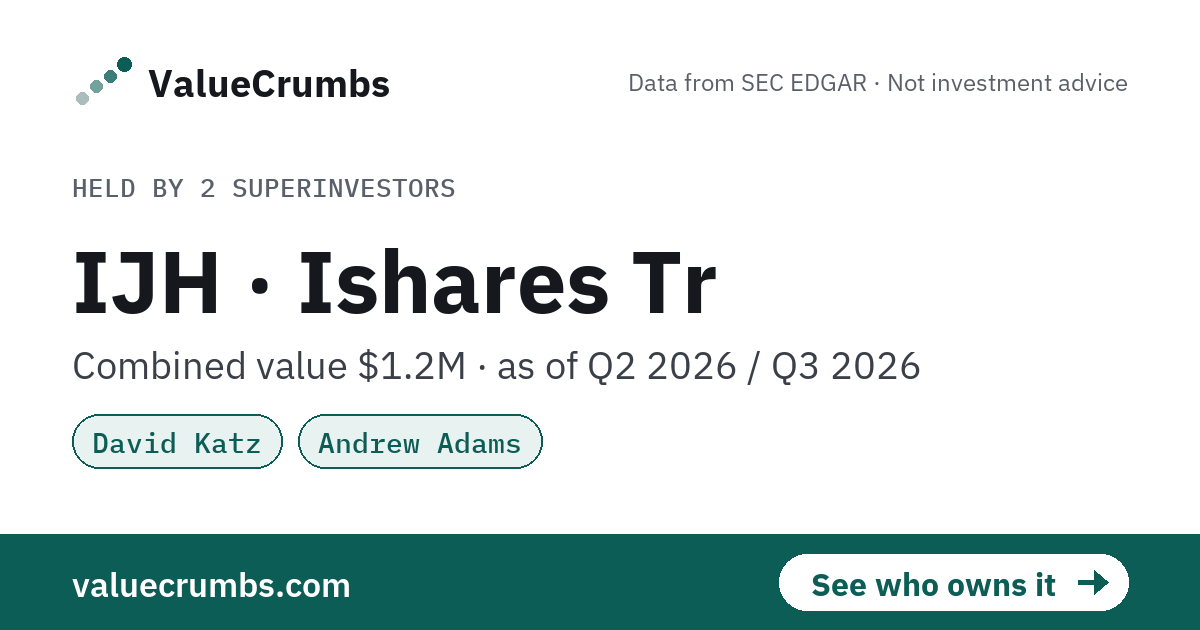 ValueCrumbs
Data from SEC EDGAR · Not investment advice
HELD BY 2 SUPERINVESTORS
IJH · Ishares Tr
Combined value $1.2M · as of Q2 2026 / Q3 2026
David Katz
Andrew Adams
valuecrumbs.com
See who owns it →